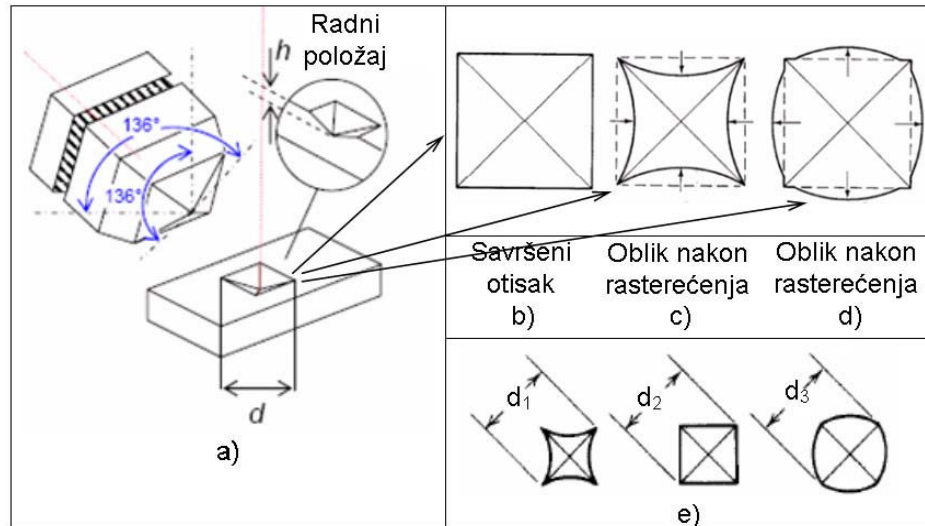 Radni
položaj
h
136°
136°
d
a)
Savršeni
otisak
b)
Oblik nakon
rasterećenja
c)
Oblik nakon
rasterećenja
d)
d1
d2
d3
e)